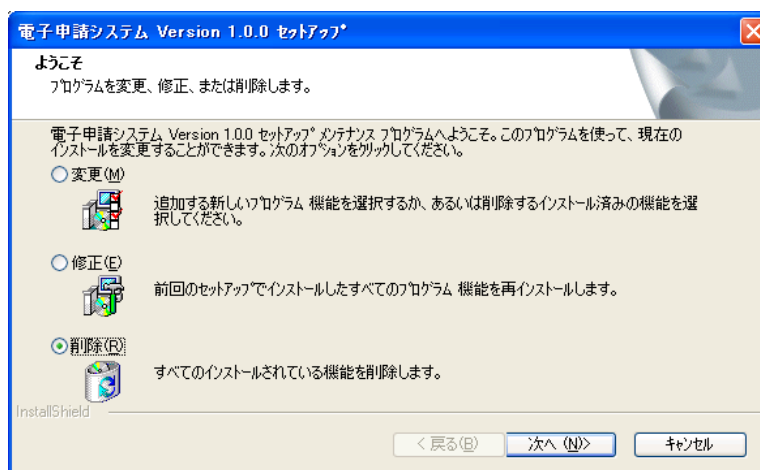 電子申請システム Version 1.0.0 セットアップ
ようこそ
プログラムを変更、修正、または削除します。
電子申請システム Version 1.0.0 セットアップ メンテナンス プログラムへようこそ。このプログラムを使って、現在の
インストールを変更することができます。次のオプションをクリックしてください。
変更(M)
追加する新しいプログラム 機能を選択するか、あるいは削除するインストール済みの機能を選
択してください。
修正(E)
前回のセットアップでインストールしたすべてのプログラム 機能を再インストールします。
削除(R)
すべてのインストールされている機能を削除します。
InstallShield
< 戻る(B)
次へ (N)>
キャンセル